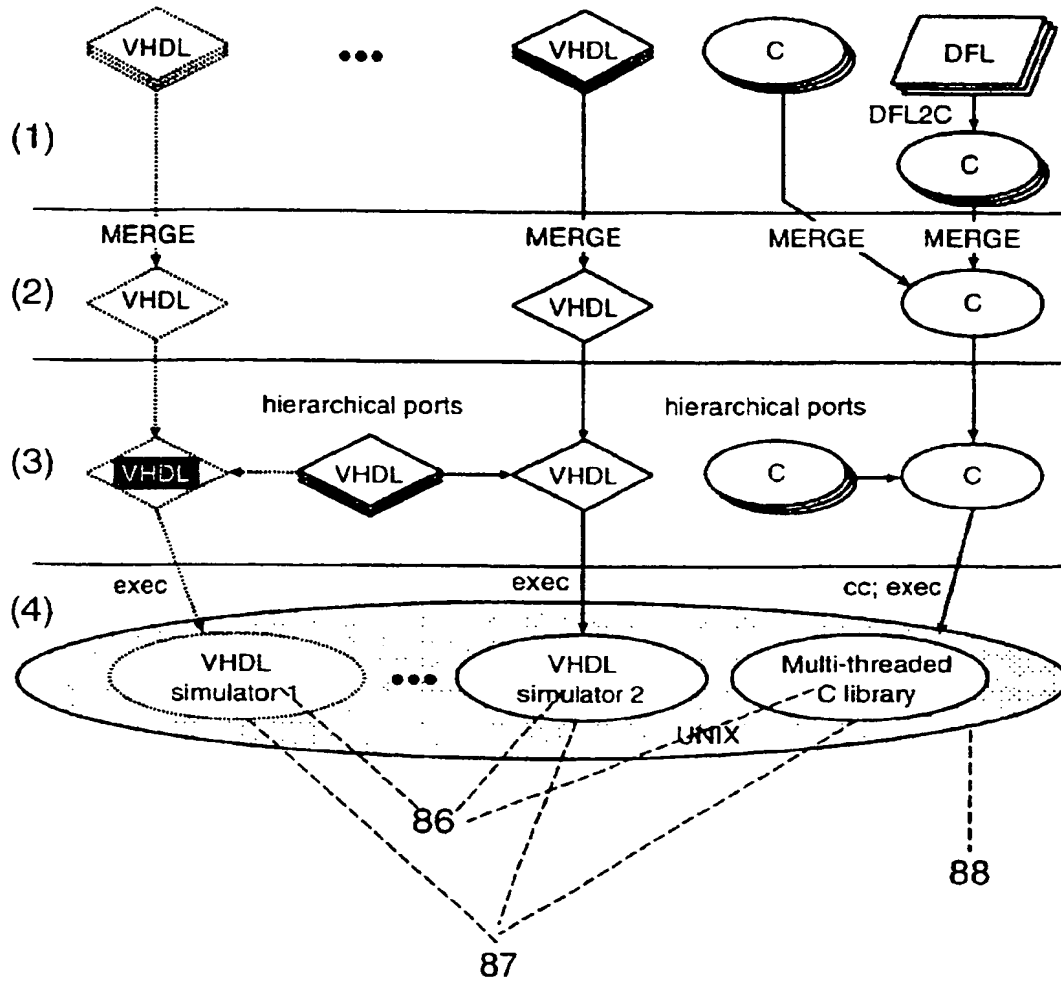 VHDL
VHDL
C
DFL
DFL2C
(1)
C
MERGE
MERGE
MERGE
MERGE
(2)
VHDL
VHDL
C
hierarchical ports
hierarchical ports
(3)
VHDL
VHDL
VHDL
C
C
exec
exec
cc; exec
(4)
VHDL
simulator 1
VHDL
simulator 2
Multi-threaded
C library
UNIX
86
88
87